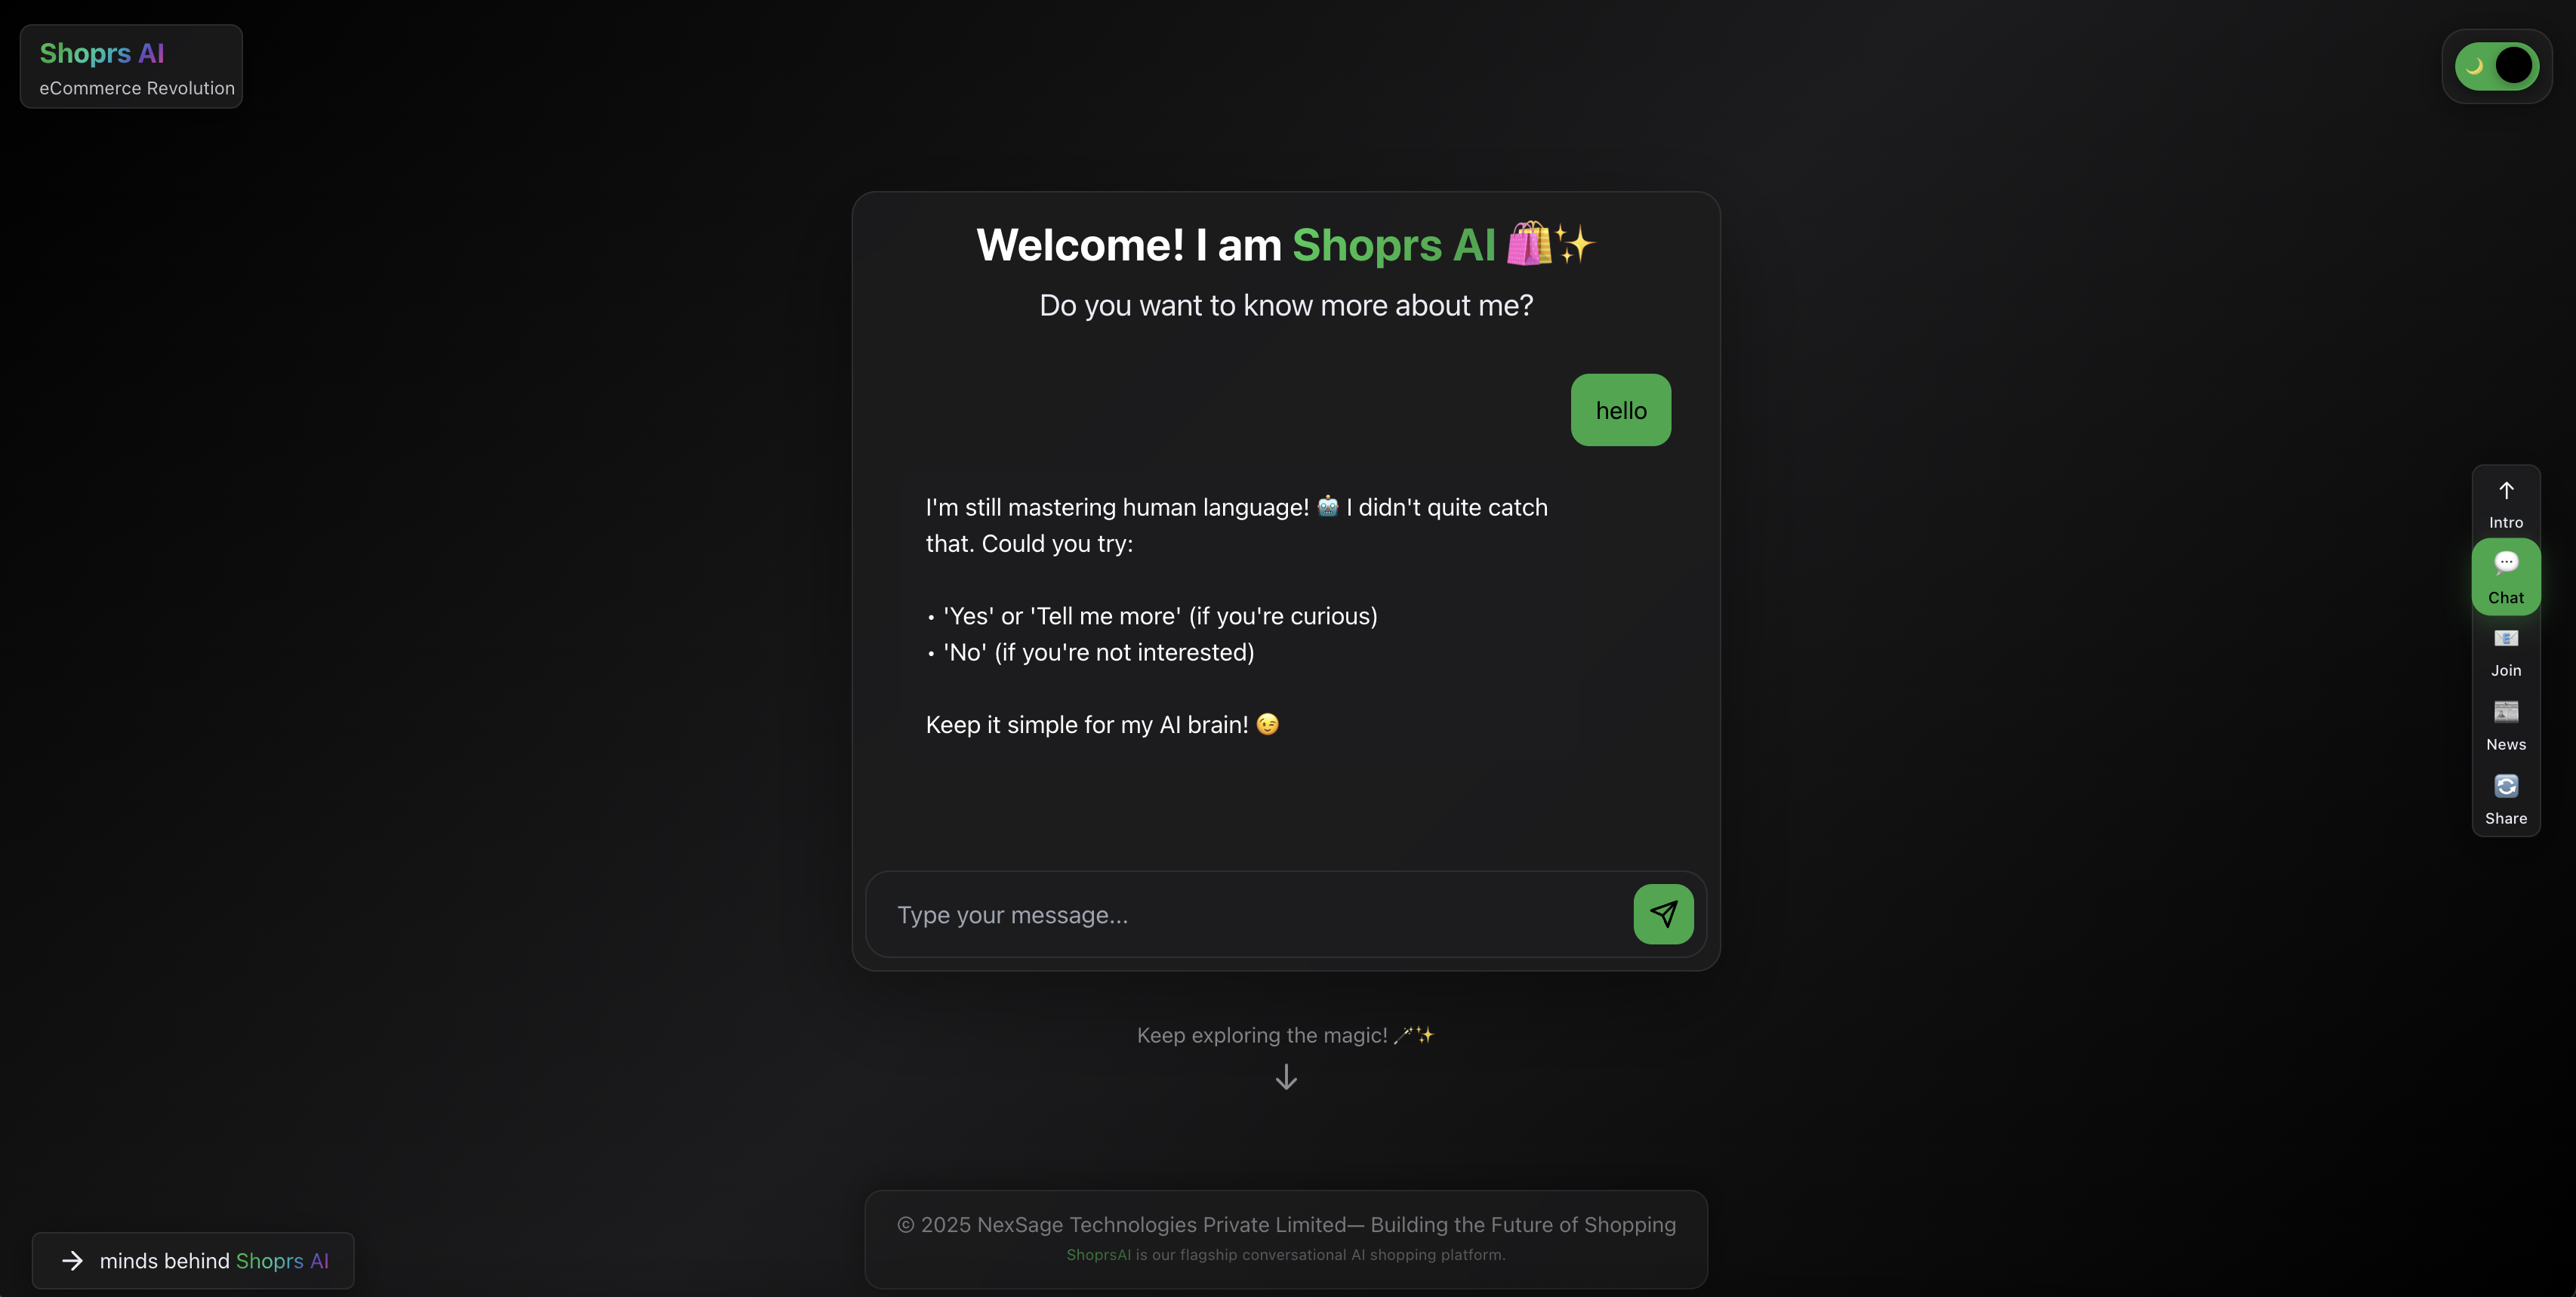 Shoprs AI
eCommerce Revolution
Welcome! I am Shoprs AI 🛍️✨
Do you want to know more about me?
hello
I'm still mastering human language! 🤖 I didn't quite catch
that. Could you try:
• 'Yes' or 'Tell me more' (if you're curious)
• 'No' (if you're not interested)
Keep it simple for my AI brain! 😉
Type your message...
Intro
Chat
Join
News
Share
Keep exploring the magic! 🪄✨
© 2025 NexSage Technologies Private Limited— Building the Future of Shopping
ShoprsAI is our flagship conversational AI shopping platform.
→ minds behind Shoprs AI